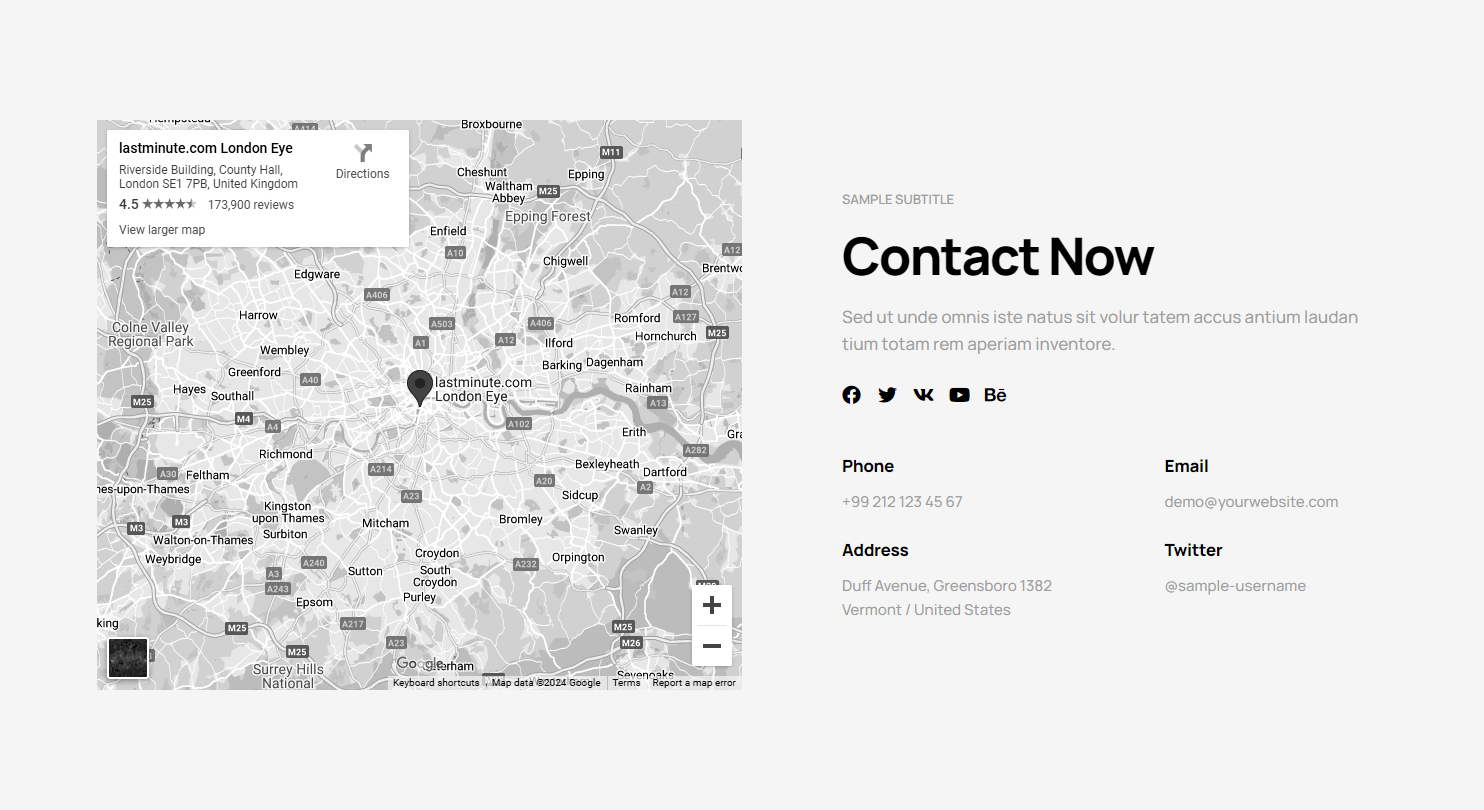 Broxbourne
A414
lastminute.com London Eye
Riverside Building, County Hall,
London SE1 7PB, United Kingdom
Directions
4.5
173,900 reviews
View larger map
M11
Cheshunt
Epping
Waltham
Abbey
M25
Epping Forest
Enfield
A10
A12
Chigwell
Edgware
A406
A12
Harrow
Colne Valley
Regional Park
A503
A406
Romford
A127
Hornchurch
M25
A1
A12
Ilford
Wembley
Barking
Dagenham
Greenford
A40
Hayes
Southall
lastminute.com
London Eye
Rainham
A13
M25
M4
A4
A102
Erith
A282
Richmond
A214
Bexleyheath
Dartford
A30
Feltham
A20
A2
A23
Sidcup
Kingston
upon Thames
Surbiton
Mitcham
Bromley
Swanley
M3
M3
Walton-on-Thames
Weybridge
Croydon
Orpington
A240
A232
A3
Sutton
South
Croydon
A243
Epsom
Purley
A217
M25
M25
M25
A23
M26
Surrey Hills
National
Google
Sevenoaks
Keyboard shortcuts
Map data ©2024 Google
Terms
Report a map error
SAMPLE SUBTITLE
Contact Now
Sed ut unde omnis iste natus sit volur tatem accus antium laudan
tium totam rem aperiam inventore.
Bē
Phone
Email
+99 212 123 45 67
demo@yourwebsite.com
Address
Twitter
Duff Avenue, Greensboro 1382
Vermont / United States
@sample-username